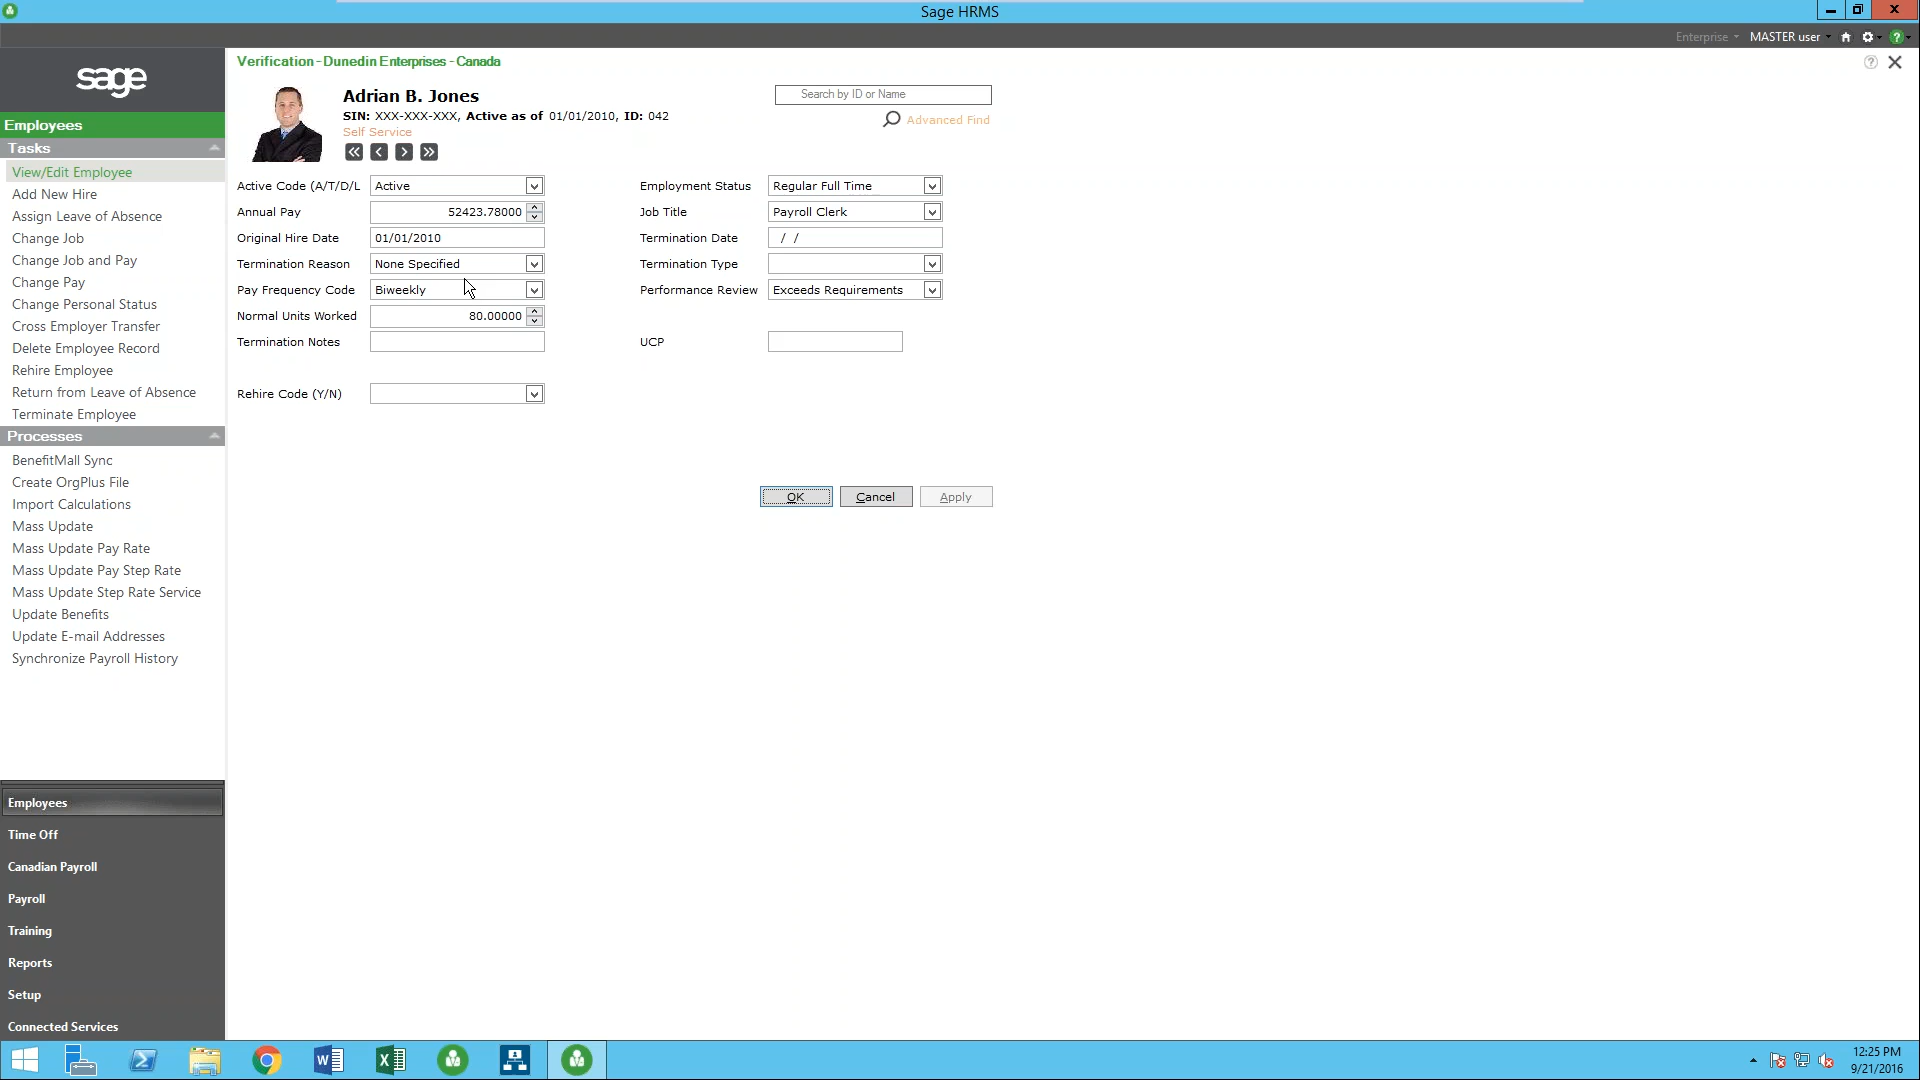 Sage HRMS
Enterprise MASTER user
sage
Verification - Dunedin Enterprises - Canada
Adrian B. Jones
SIN: XXX-XXX-XXX, Active as of 01/01/2010, ID: 042
Self Service
Search by ID or Name
Advanced Find
Employees
Tasks
View/Edit Employee
Add New Hire
Assign Leave of Absence
Change Job
Change Job and Pay
Change Pay
Change Personal Status
Cross Employer Transfer
Delete Employee Record
Rehire Employee
Return from Leave of Absence
Terminate Employee
Processes
BenefitMall Sync
Create OrgPlus File
Import Calculations
Mass Update
Mass Update Pay Rate
Mass Update Pay Step Rate
Mass Update Step Rate Service
Update Benefits
Update E-mail Addresses
Synchronize Payroll History
Employees
Time Off
Canadian Payroll
Payroll
Training
Reports
Setup
Connected Services
Active Code (A/T/D/L Active
Employment Status Regular Full Time
Annual Pay 52423.78000
Job Title Payroll Clerk
Original Hire Date 01/01/2010
Termination Date / /
Termination Reason None Specified
Termination Type
Pay Frequency Code Biweekly
Performance Review Exceeds Requirements
Normal Units Worked 80.00000
Termination Notes
UCP
Rehire Code (Y/N)
OK Cancel Apply
12:25 PM
9/21/2016